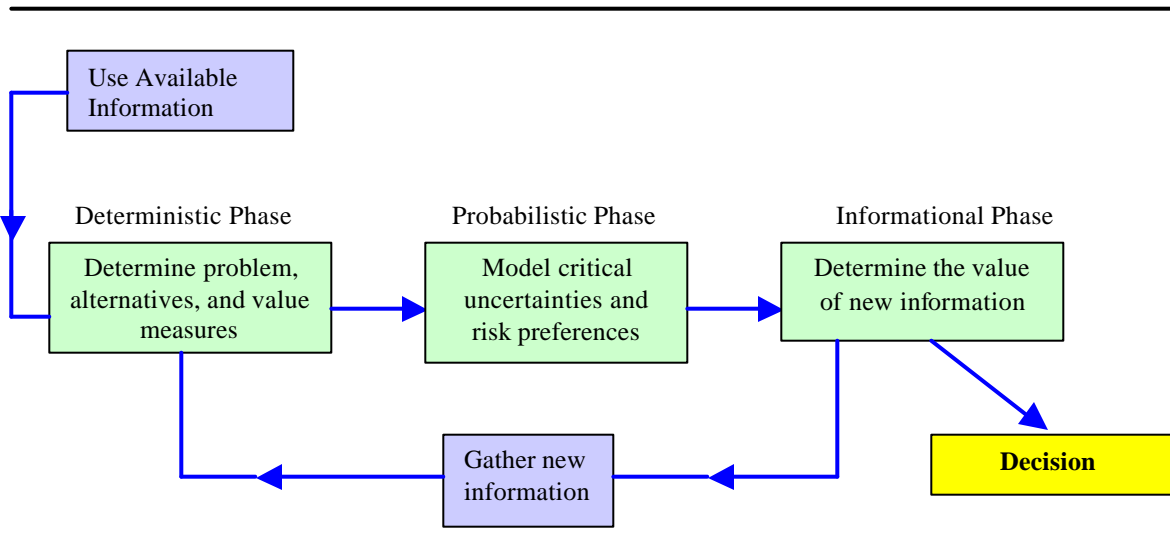 Use Available
Information
Deterministic Phase
Probabilistic Phase
Informational Phase
Determine problem,
alternatives, and value
measures
Model critical
uncertainties and
risk preferences
Determine the value
of new information
Gather new
information
Decision